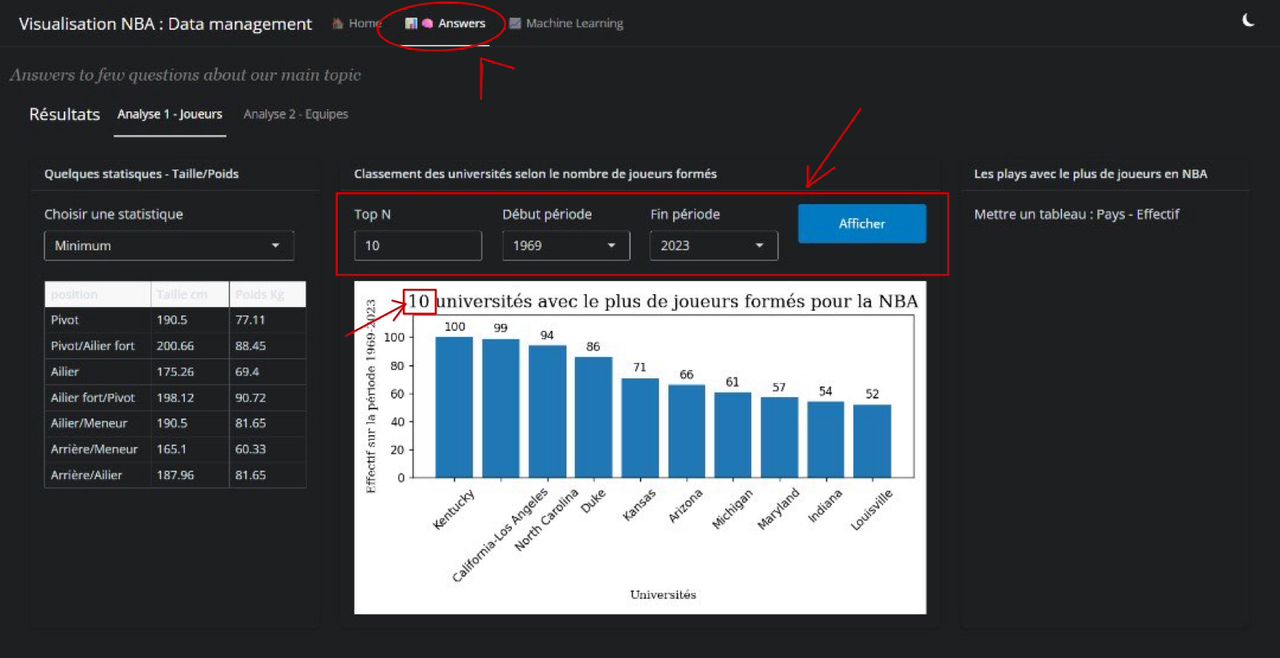 Visualisation NBA : Data management
Home
Answers
Machine Learning
Answers to few questions about our main topic
Résultats
Analyse 1 - Joueurs
Analyse 2 - Equipes
Quelques statisques - Taille/Poids
Choisir une statistique
Minimum
position Taille cm Poids Kg
Pivot 190.5 77.11
Pivot/Ailier fort 200.66 88.45
Ailier 175.26 69.4
Ailier fort/Pivot 198.12 90.72
Ailier/Meneur 190.5 81.65
Arrière/Meneur 165.1 60.33
Arrière/Ailier 187.96 81.65
Classement des universités selon le nombre de joueurs formés
Top N
10
Début période
1969
Fin période
2023
Afficher
10 universités avec le plus de joueurs formés pour la NBA
Effectif sur la période 1969-2023
100
80
60
40
20
0
100
99
94
86
71
66
61
57
54
52
Kentucky
California-Los Angeles
North Carolina
Duke
Kansas
Arizona
Michigan
Maryland
Indiana
Louisville
Universités
Les plays avec le plus de joueurs en NBA
Mettre un tableau : Pays - Effectif